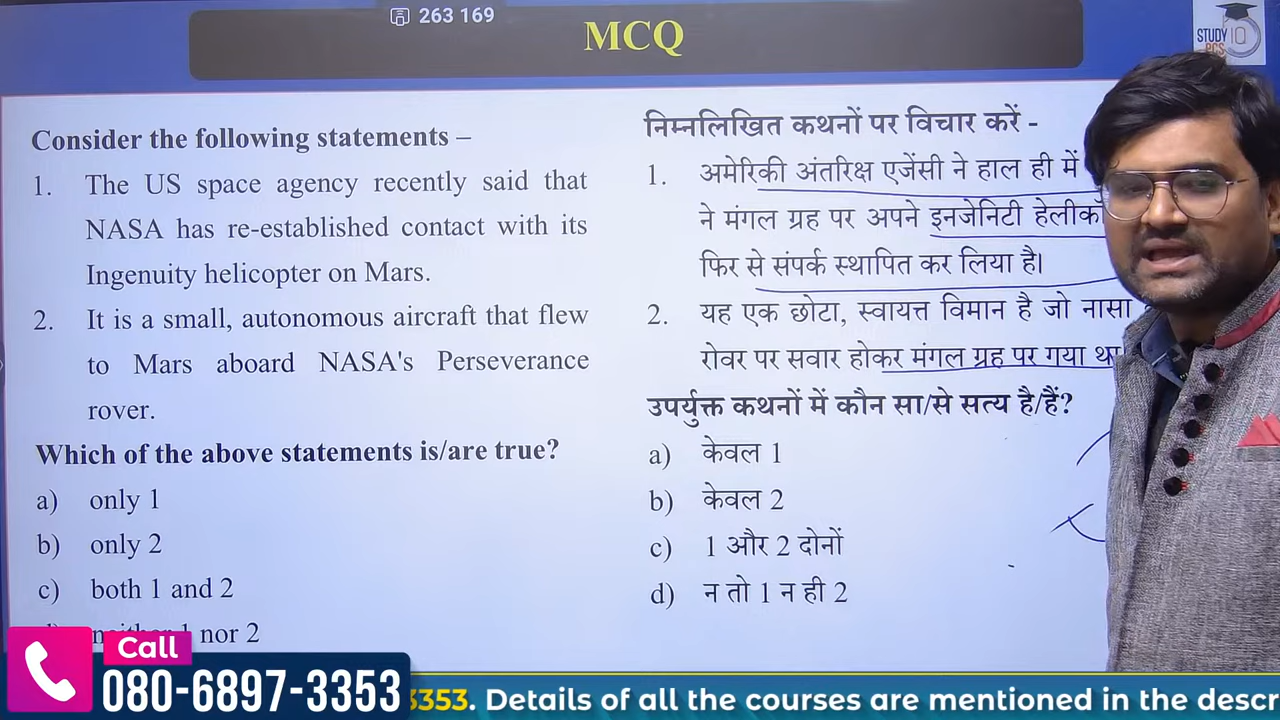 263 169
MCQ
STUDY IQ
PCS
Consider the following statements –
1. The US space agency recently said that
NASA has re-established contact with its
Ingenuity helicopter on Mars.
2. It is a small, autonomous aircraft that flew
to Mars aboard NASA's Perseverance
rover.
Which of the above statements is/are true?
a) only 1
b) only 2
c) both 1 and 2
nor 2
निम्नलिखित कथनों पर विचार करें -
1. अमेरिकी अंतरिक्ष एजेंसी ने हाल ही में
ने मंगल ग्रह पर अपने इनजेनिटी
फिर से संपर्क स्थापित कर लिया है।
2. यह एक छोटा, स्वायत्त विमान है जो नासा
रोवर पर सवार होकर मंगल ग्रह पर गया था
उपर्युक्त कथनों में कौन सा/से सत्य है/हैं?
a) केवल 1
b) केवल 2
c) 1 और 2 दोनों
d) न तो 1 न ही 2
Call
080-6897-3353
3353. Details of all the courses are mentioned in the descr